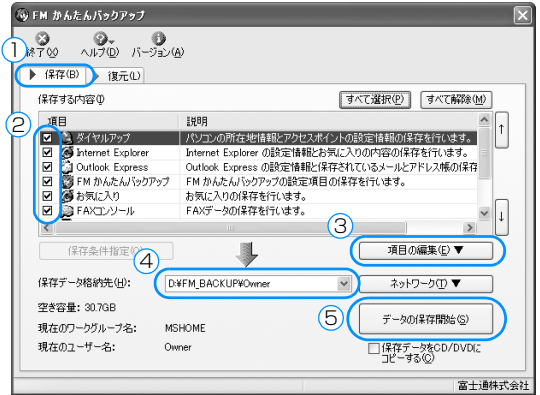 FM かんたんバックアップ
終了(X) ヘルプ(D) バージョン(A)
①
保存(B) 復元(L)
保存する内容(I) すべて選択(P) すべて解除(M)
②
項目 説明
ダイヤルアップ パソコンの所在地情報とアクセスポイントの設定情報の保存を行います。
Internet Explorer Internet Explorer の設定情報とお気に入りの内容の保存を行います。
Outlook Express Outlook Express の設定情報と保存されているメールとアドレス帳の保存
FM かんたんバックアップ FM かんたんバックアップの設定項目の保存を行います。
お気に入り お気に入りの保存を行います。
FAXコンソール FAXデータの保存を行います。
③
保存条件指定 項目の編集(E) ▼
④
保存データ格納先(H): D:¥FM_BACKUP¥Owner ネットワーク(T) ▼
空き容量: 30.7GB
⑤ データの保存開始(S)
現在のワークグループ名: MSHOME
現在のユーザー名: Owner
保存データをCD/DVDに
コピーする(C)
富士通株式会社